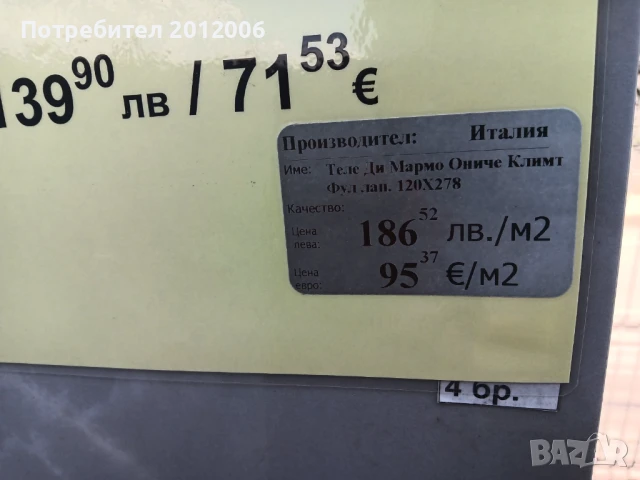 Потребител 2012006
139⁹⁰ лв / 71⁵³ €
Производител: Италия
Име: Теле Ди Мармо Ониче Климт
Фул лап. 120X278
Качество:
Цена лева: 186⁵² лв./м2
Цена евро: 95³⁷ €/м2
4 бр.
BAZAR